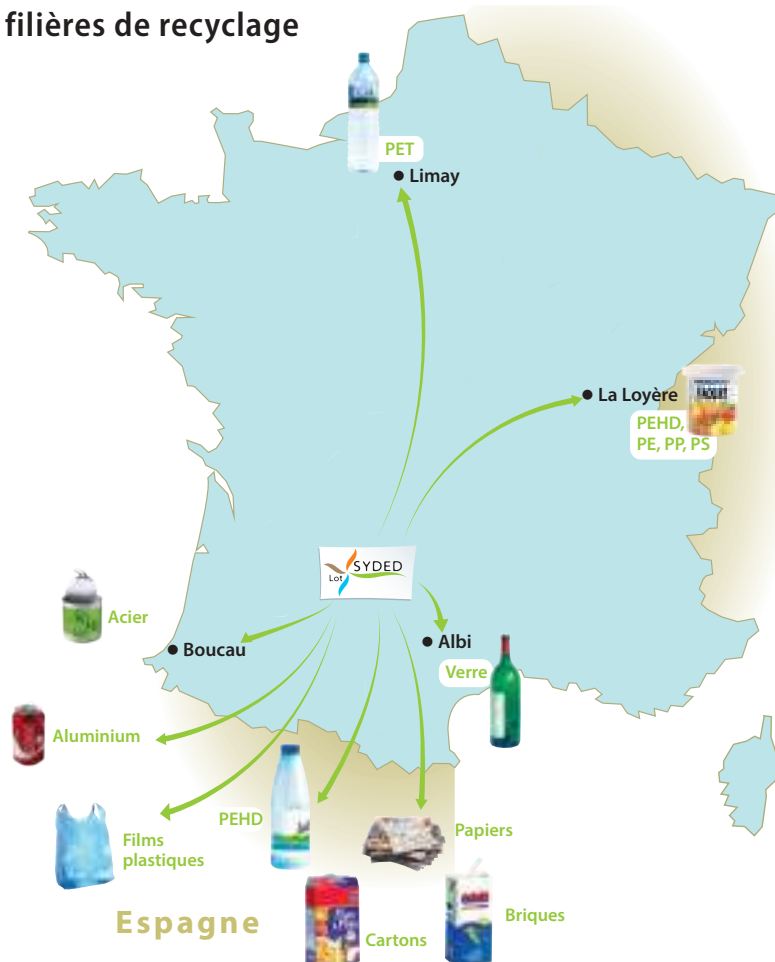 filières de recyclage
PET
Limay
La Loyère
PEHD,
PE, PP, PS
Lot
SYDED
Acier
Boucau
Albi
Verre
Aluminium
PEHD
Films
plastiques
Papiers
Espagne
Cartons
Briques